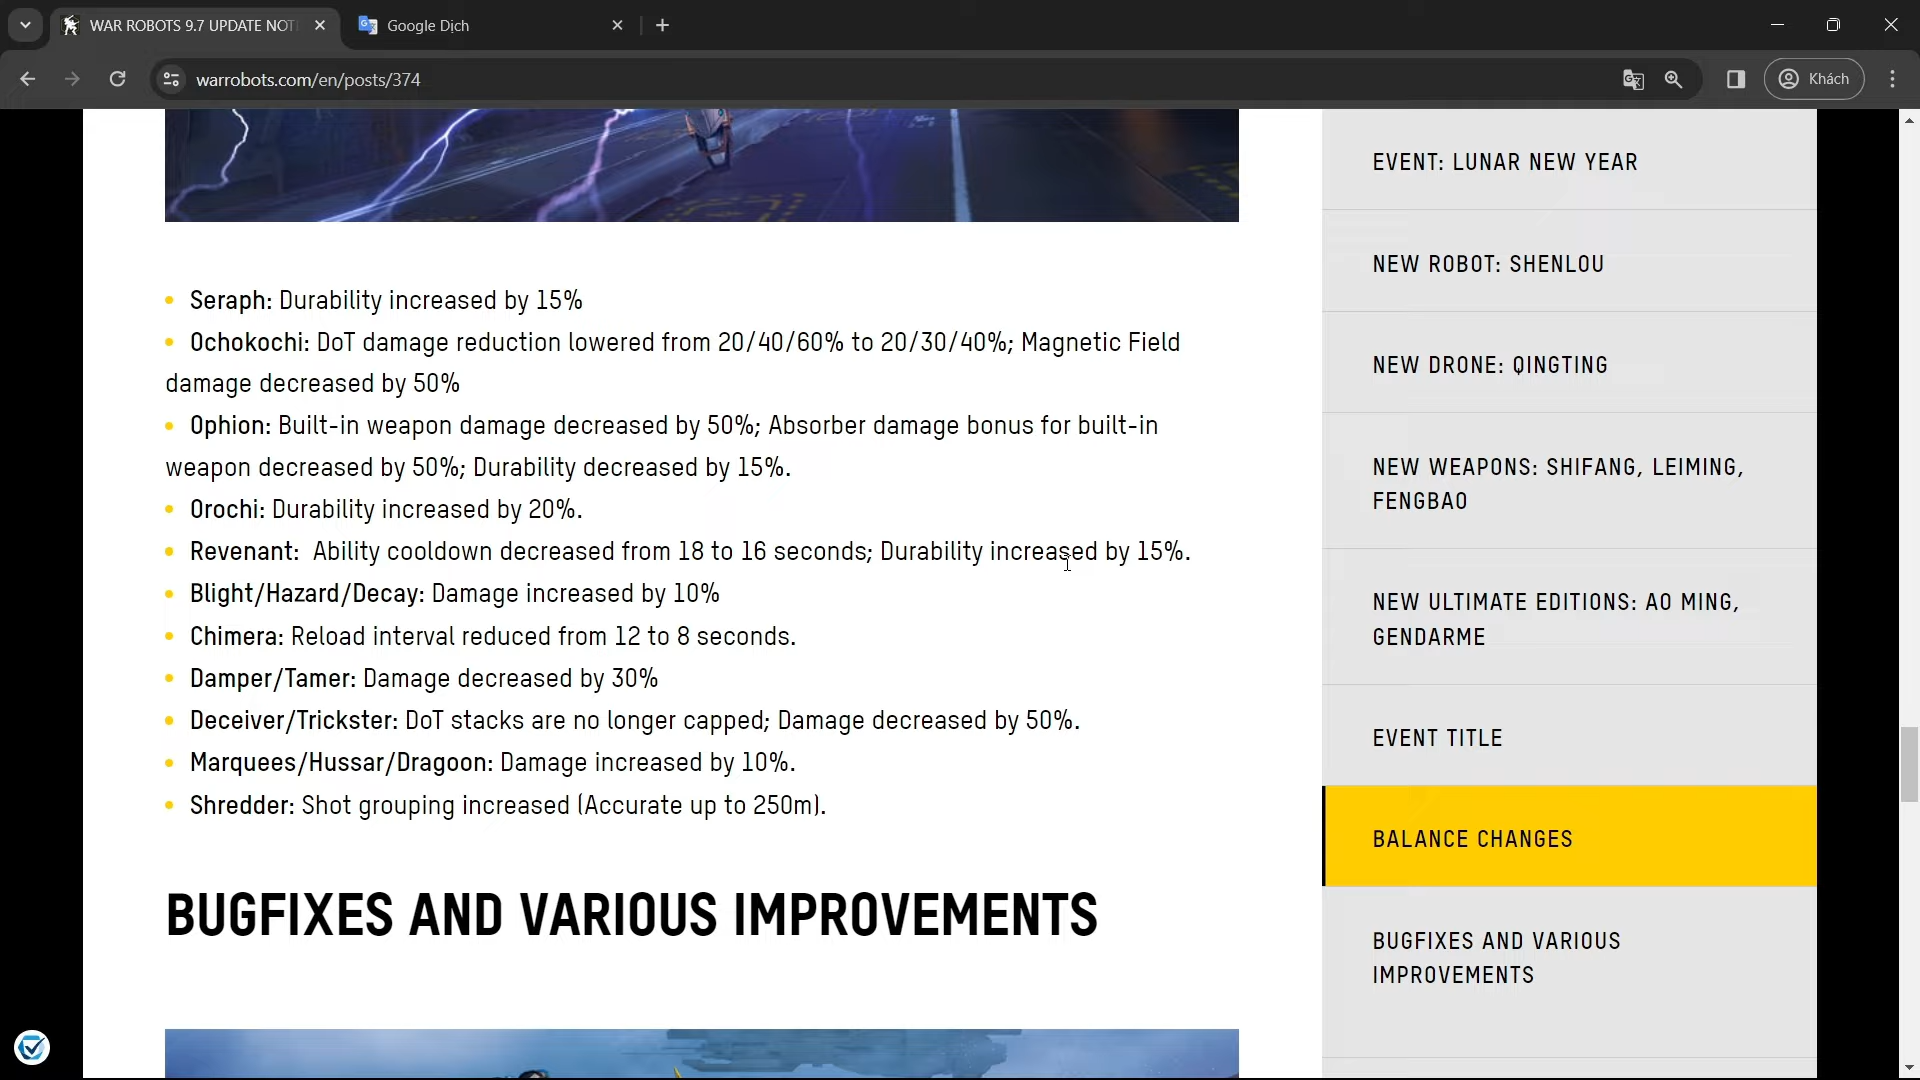 WAR ROBOTS 9.7 UPDATE NOT
Google Dịch
warrobots.com/en/posts/374
Khách
Seraph: Durability increased by 15%
Ochokochi: DoT damage reduction lowered from 20/40/60% to 20/30/40%; Magnetic Field
damage decreased by 50%
Ophion: Built-in weapon damage decreased by 50%; Absorber damage bonus for built-in
weapon decreased by 50%; Durability decreased by 15%.
Orochi: Durability increased by 20%.
Revenant: Ability cooldown decreased from 18 to 16 seconds; Durability increased by 15%.
Blight/Hazard/Decay: Damage increased by 10%
Chimera: Reload interval reduced from 12 to 8 seconds.
Damper/Tamer: Damage decreased by 30%
Deceiver/Trickster: DoT stacks are no longer capped; Damage decreased by 50%.
Marquees/Hussar/Dragoon: Damage increased by 10%.
Shredder: Shot grouping increased (Accurate up to 250m).
BUGFIXES AND VARIOUS IMPROVEMENTS
EVENT: LUNAR NEW YEAR
NEW ROBOT: SHENLOU
NEW DRONE: QINGTING
NEW WEAPONS: SHIFANG, LEIMING,
FENGBAO
NEW ULTIMATE EDITIONS: AO MING,
GENDARME
EVENT TITLE
BALANCE CHANGES
BUGFIXES AND VARIOUS
IMPROVEMENTS